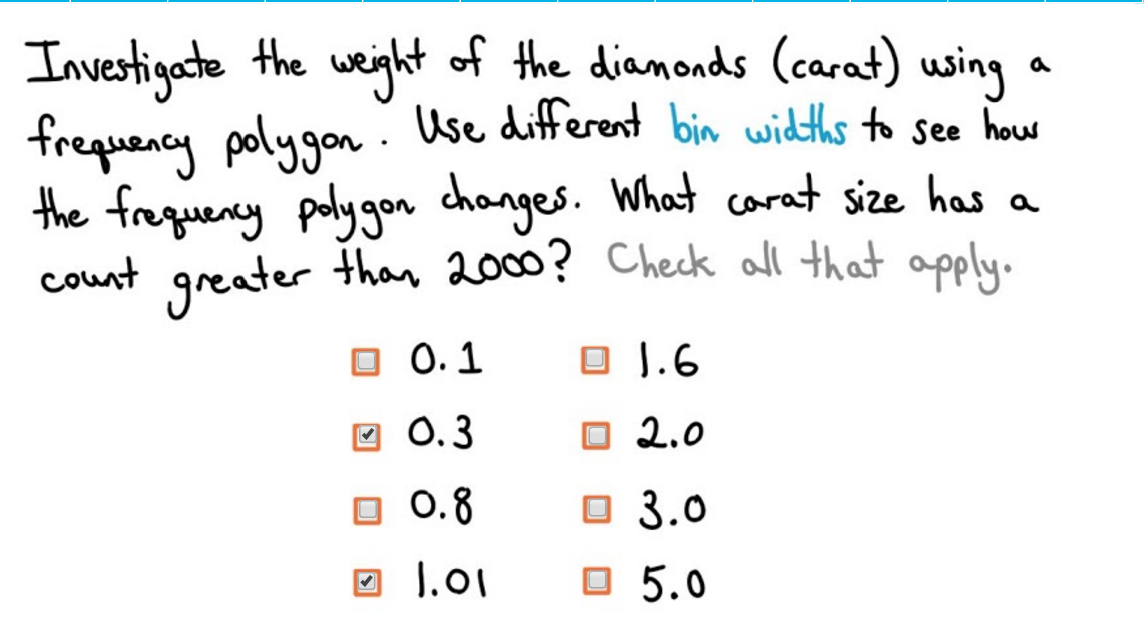 Investigate the weight of the diamonds (carat) using a
frequency polygon. Use different bin widths to see how
the frequency polygon changes. What carat size has a
count greater than 2000? Check all that apply.
0.1 1.6
0.3 2.0
0.8 3.0
1.01 5.0